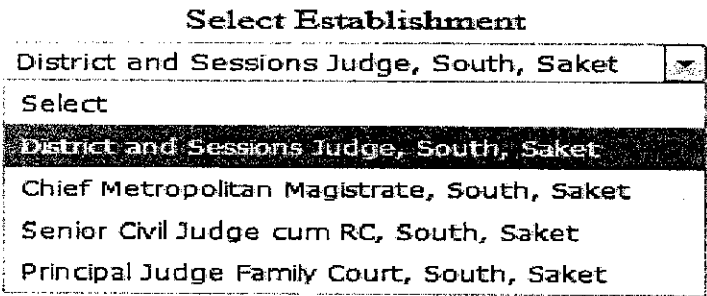 Select Establishment
District and Sessions Judge, South, Saket
Select
District and Sessions Judge, South, Saket
Chief Metropolitan Magistrate, South, Saket
Senior Civil Judge cum RC, South, Saket
Principal Judge Family Court, South, Saket